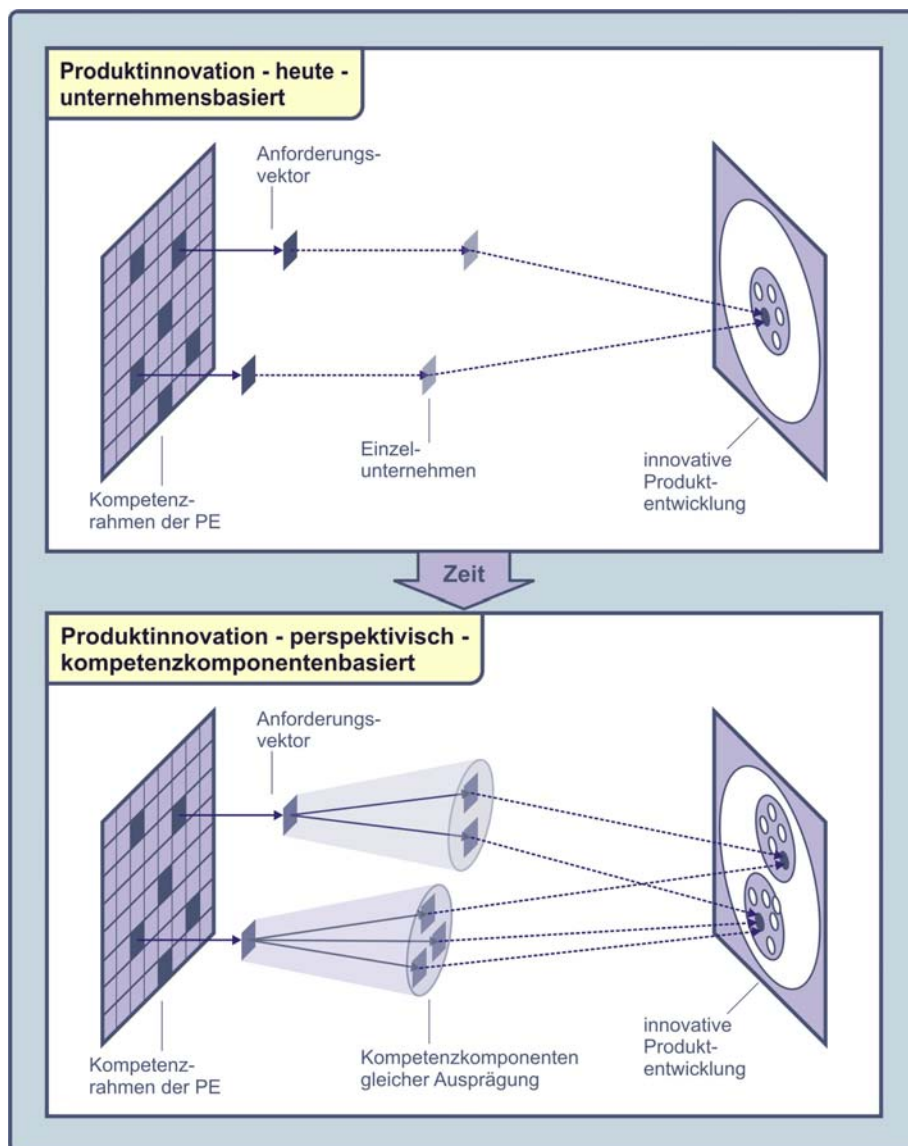 Produktinnovation - heute -
unternehmensbasiert
Anforderungs-
vektor
Einzel-
unternehmen
innovative
Produkt-
entwicklung
Kompetenz-
rahmen der PE
Zeit
Produktinnovation - perspektivisch -
kompetenzkomponentenbasiert
Anforderungs-
vektor
Kompetenz-
rahmen der PE
Kompetenzkomponenten
gleicher Ausprägung
innovative
Produkt-
entwicklung